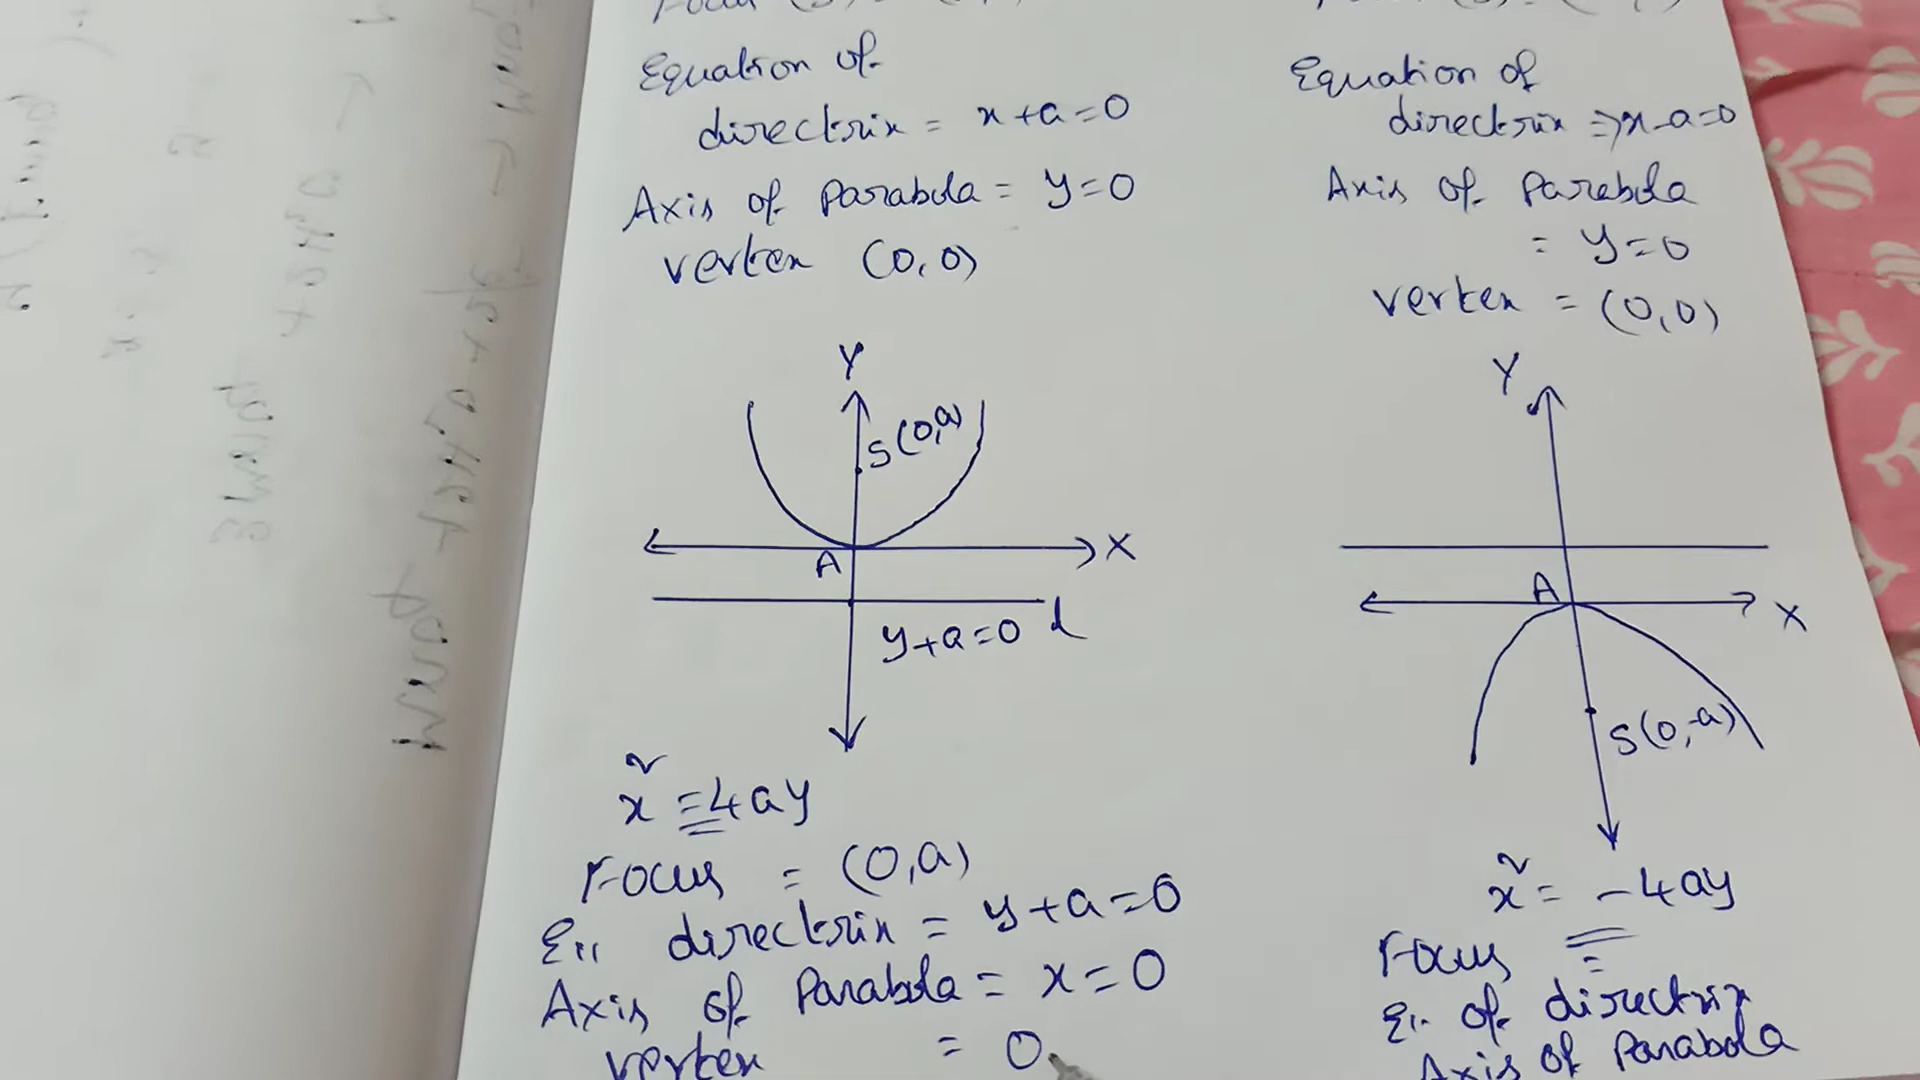 Equation of
directrix = x+a=0
Axis of Parabola = y=0
vertex (0,0)
Y
S(0,a)
A
X
y+a=0
x² = 4ay
Focus = (0,a)
directrix = y+a=0
Axis of Parabola = x=0
vertex = 0
Equation of
directrix ⇒ x-a=0
Axis of Parabola
= y=0
vertex = (0,0)
Y
A
X
S(0,-a)
x² = -4ay
Focus =
of directrix
Axis of Parabola